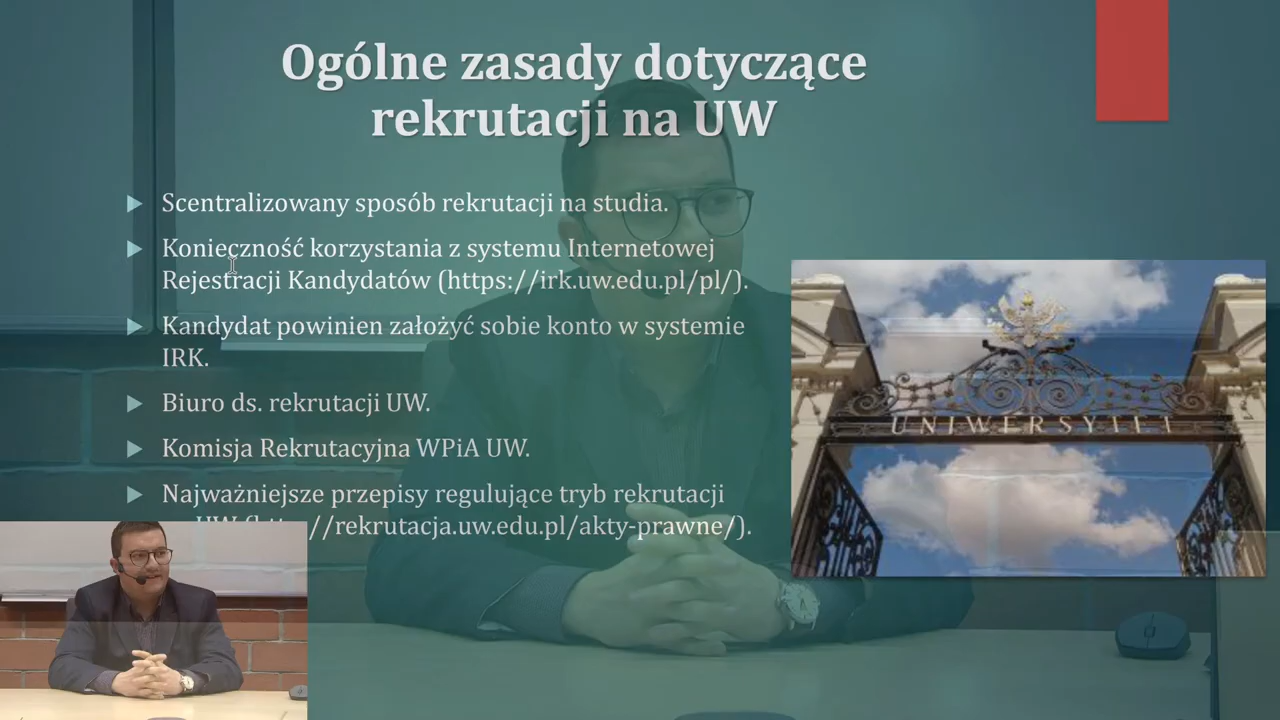 Ogólne zasady dotyczące
rekrutacji na UW
Scentralizowany sposób rekrutacji na studia.
Konieczność korzystania z systemu Internetowej
Rejestracji Kandydatów (https://irk.uw.edu.pl/pl/).
Kandydat powinien założyć sobie konto w systemie
IRK.
Biuro ds. rekrutacji UW.
Komisja Rekrutacyjna WPiA UW.
Najważniejsze przepisy regulujące tryb rekrutacji
UW //rekrutacja.uw.edu.pl/akty-prawne/).
UNIWERSYTET